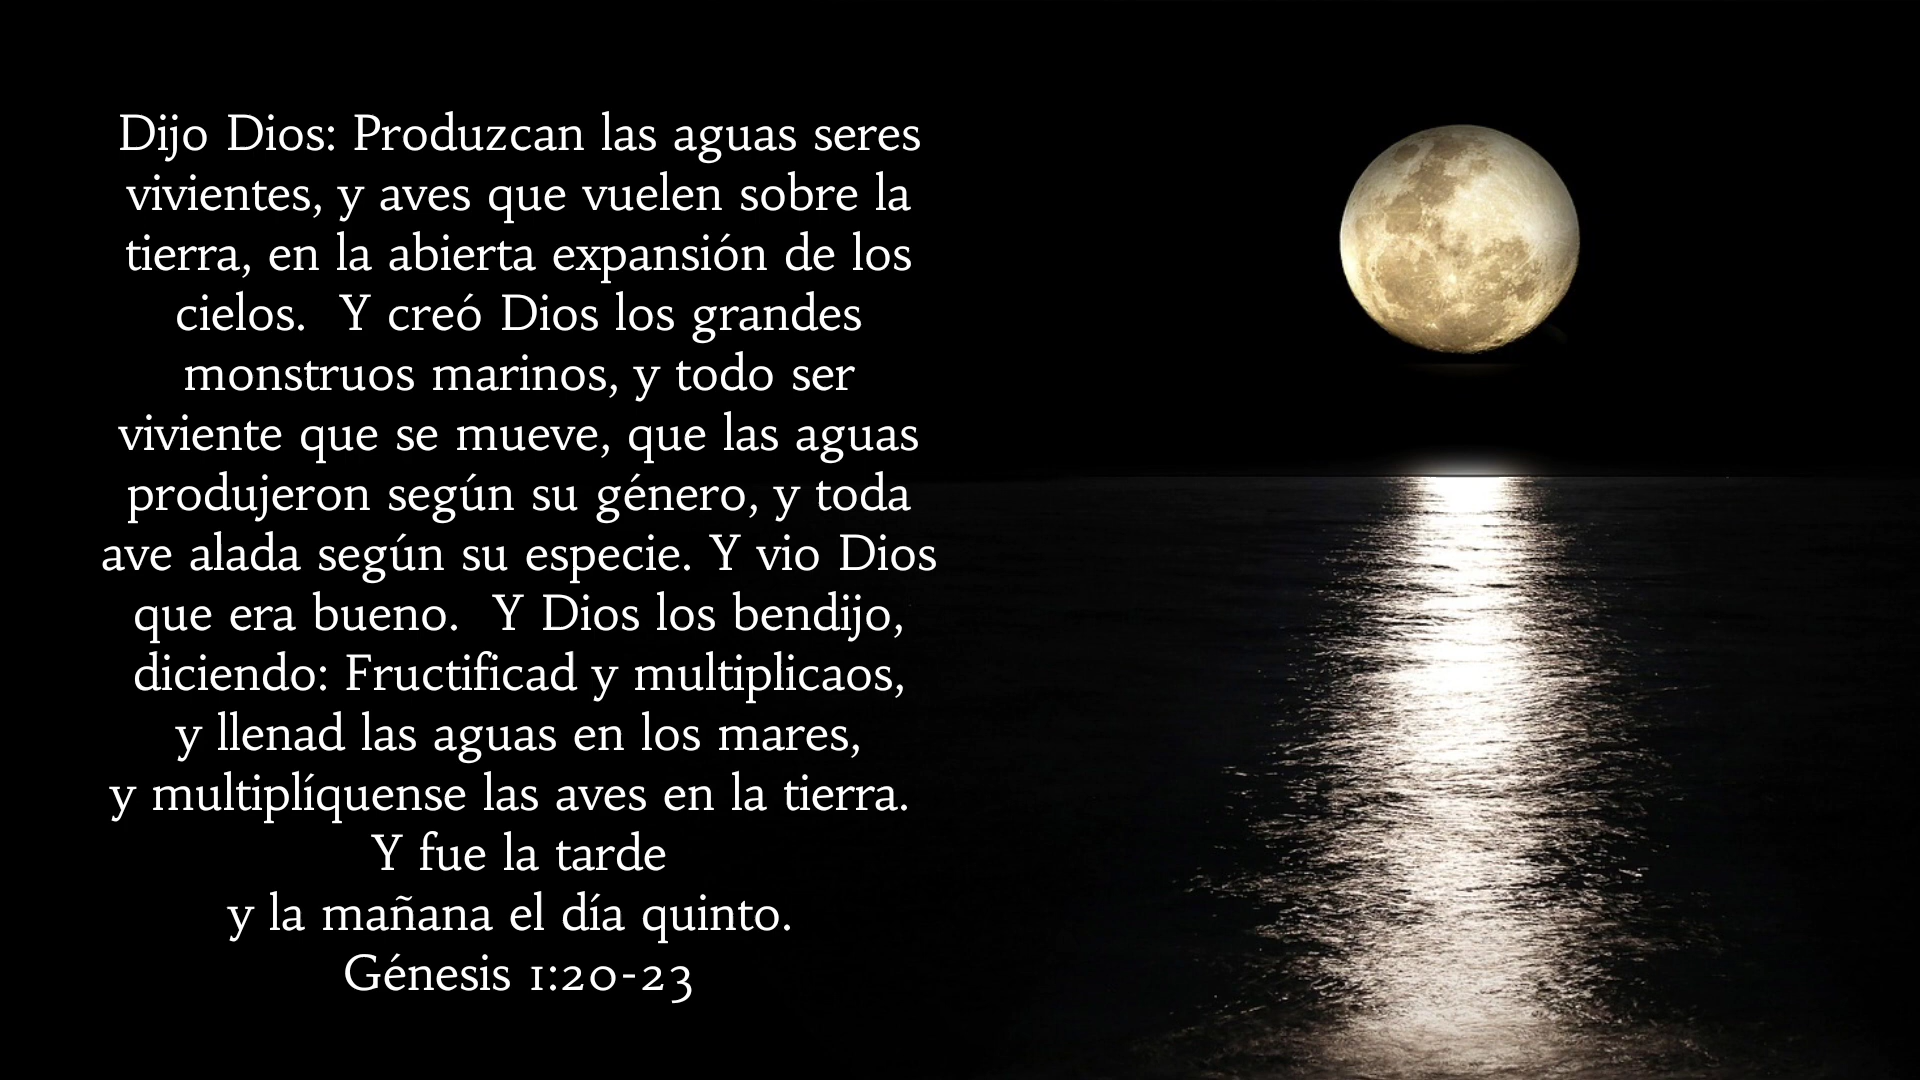 Dijo Dios: Produzcan las aguas seres
vivientes, y aves que vuelen sobre la
tierra, en la abierta expansión de los
cielos.  Y creó Dios los grandes
monstruos marinos, y todo ser
viviente que se mueve, que las aguas
produjeron según su género, y toda
ave alada según su especie. Y vio Dios
que era bueno.  Y Dios los bendijo,
diciendo: Fructificad y multiplicaos,
y llenad las aguas en los mares,
y multiplíquense las aves en la tierra.
Y fue la tarde
y la mañana el día quinto.
Génesis 1:20-23